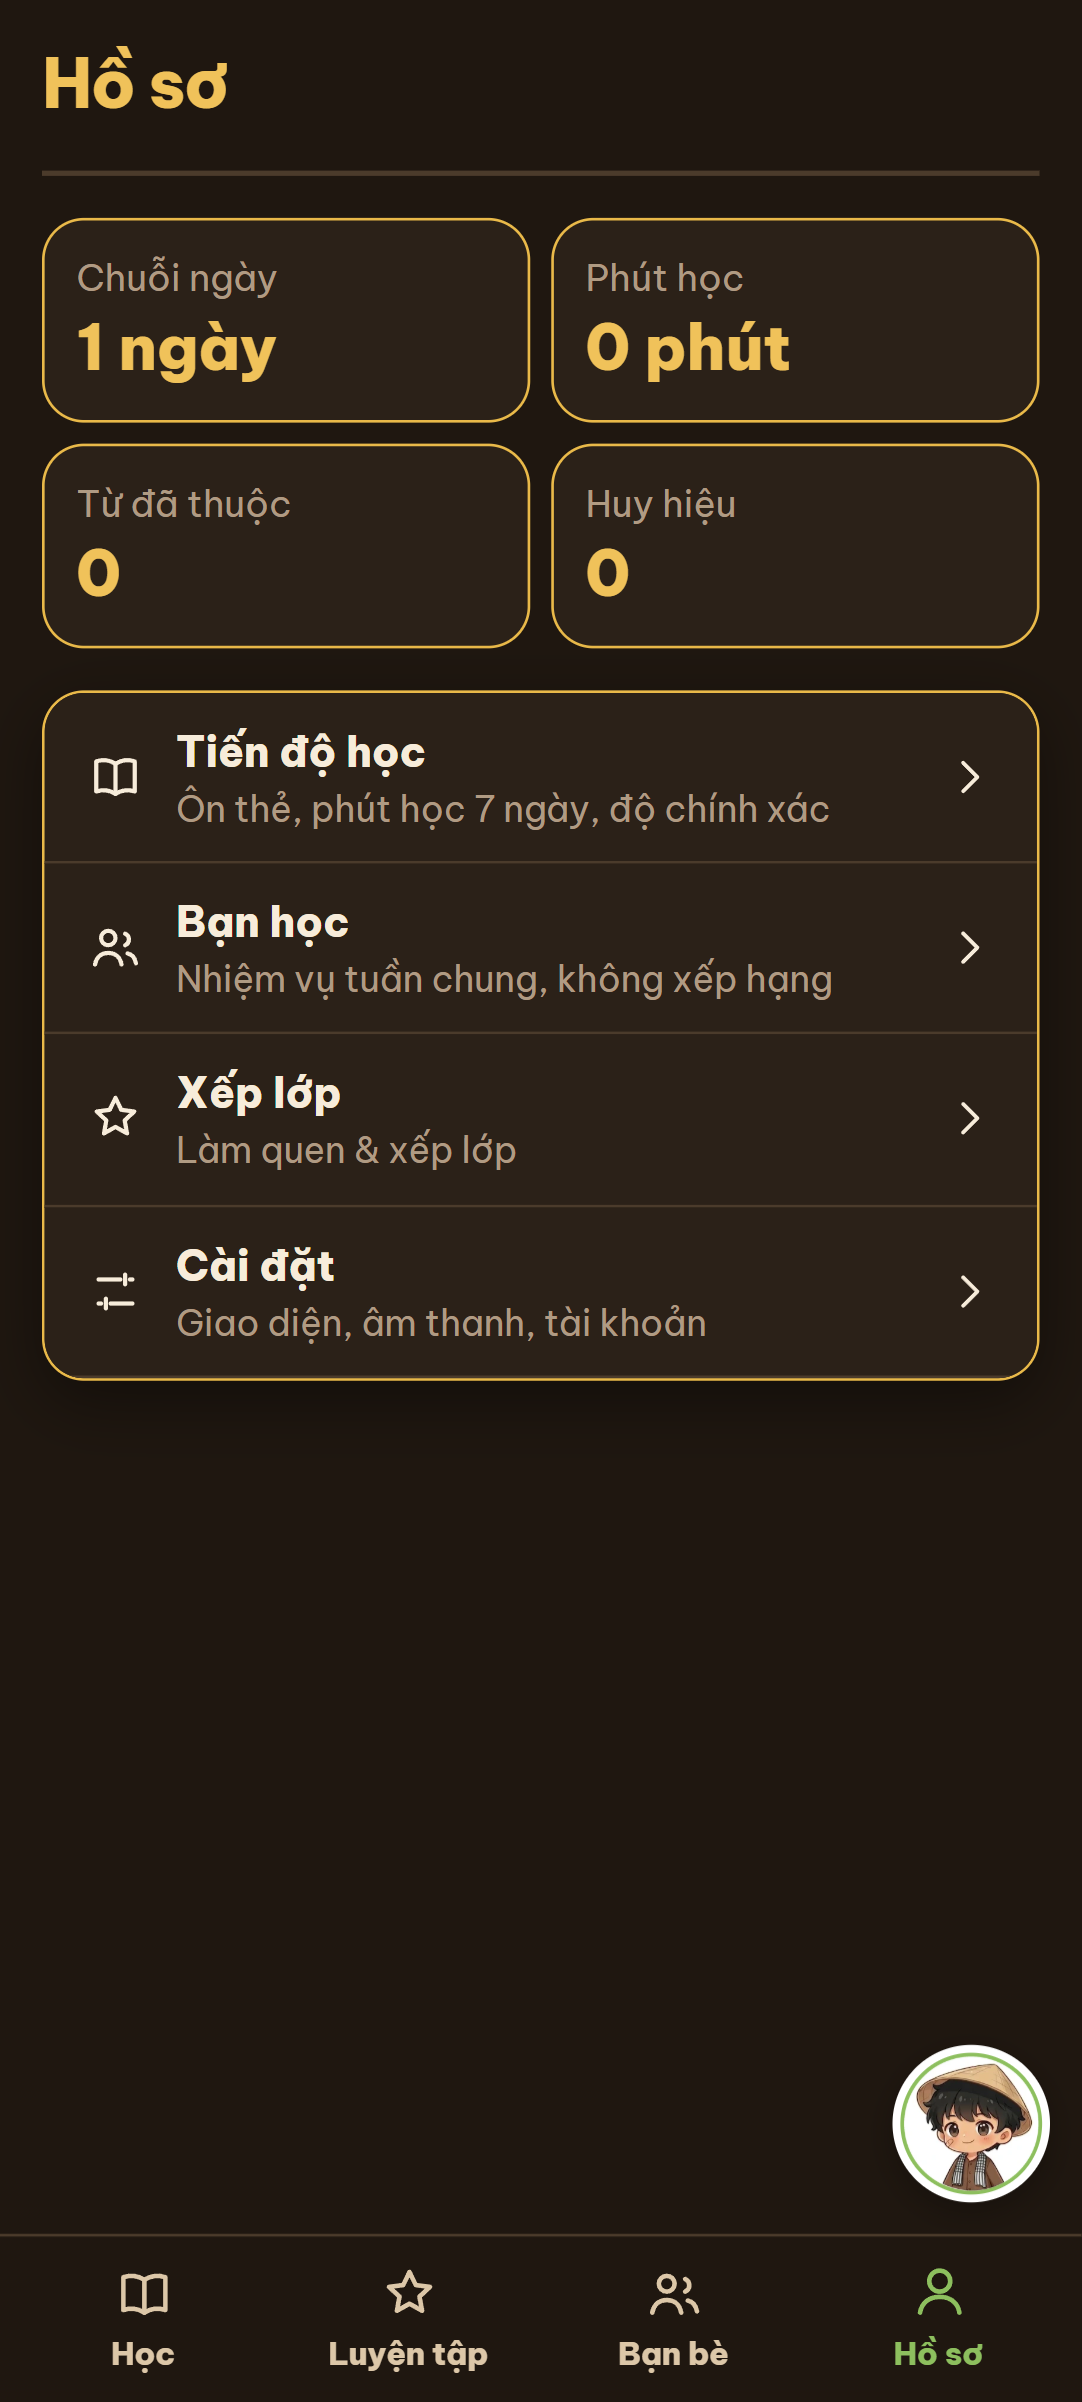 Hồ sơ
Chuỗi ngày
1 ngày
Phút học
0 phút
Từ đã thuộc
0
Huy hiệu
0
Tiến độ học
Ôn thẻ, phút học 7 ngày, độ chính xác
Bạn học
Nhiệm vụ tuần chung, không xếp hạng
Xếp lớp
Làm quen & xếp lớp
Cài đặt
Giao diện, âm thanh, tài khoản
Học
Luyện tập
Bạn bè
Hồ sơ